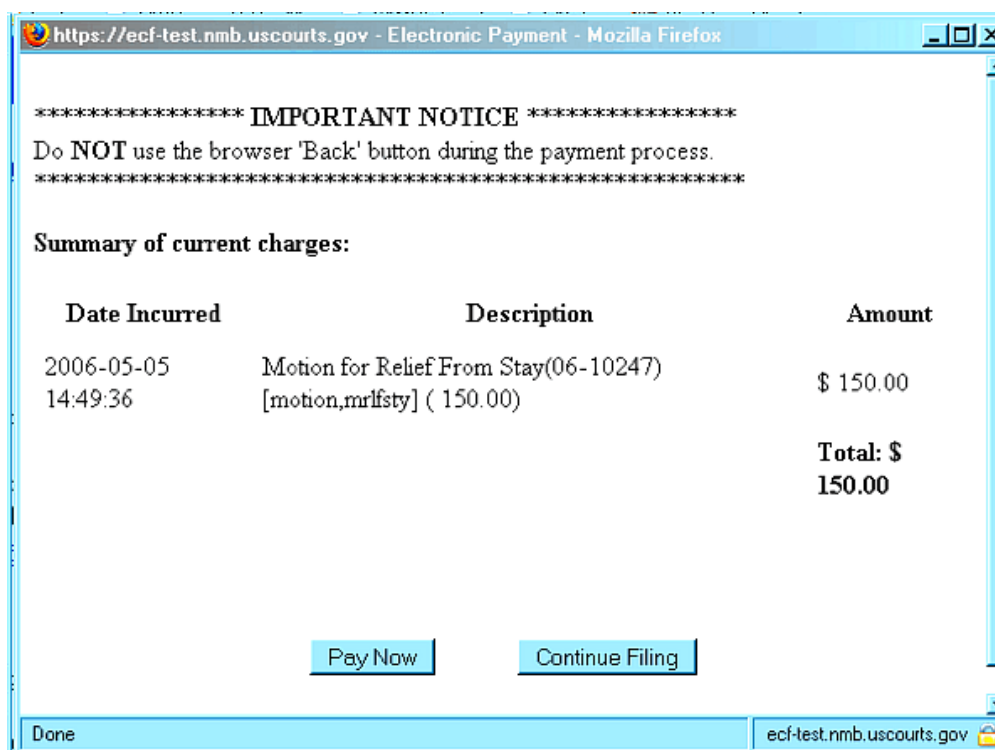 https://ecf-test.nmb.uscourts.gov - Electronic Payment - Mozilla Firefox
**************** IMPORTANT NOTICE ****************
Do NOT use the browser 'Back' button during the payment process.
******************************************************
Summary of current charges:
Date Incurred Description Amount
2006-05-05 Motion for Relief From Stay(06-10247)
14:49:36 [motion,mrlfsty] ( 150.00) $ 150.00
Total: $
150.00
Pay Now Continue Filing
Done ecf-test.nmb.uscourts.gov